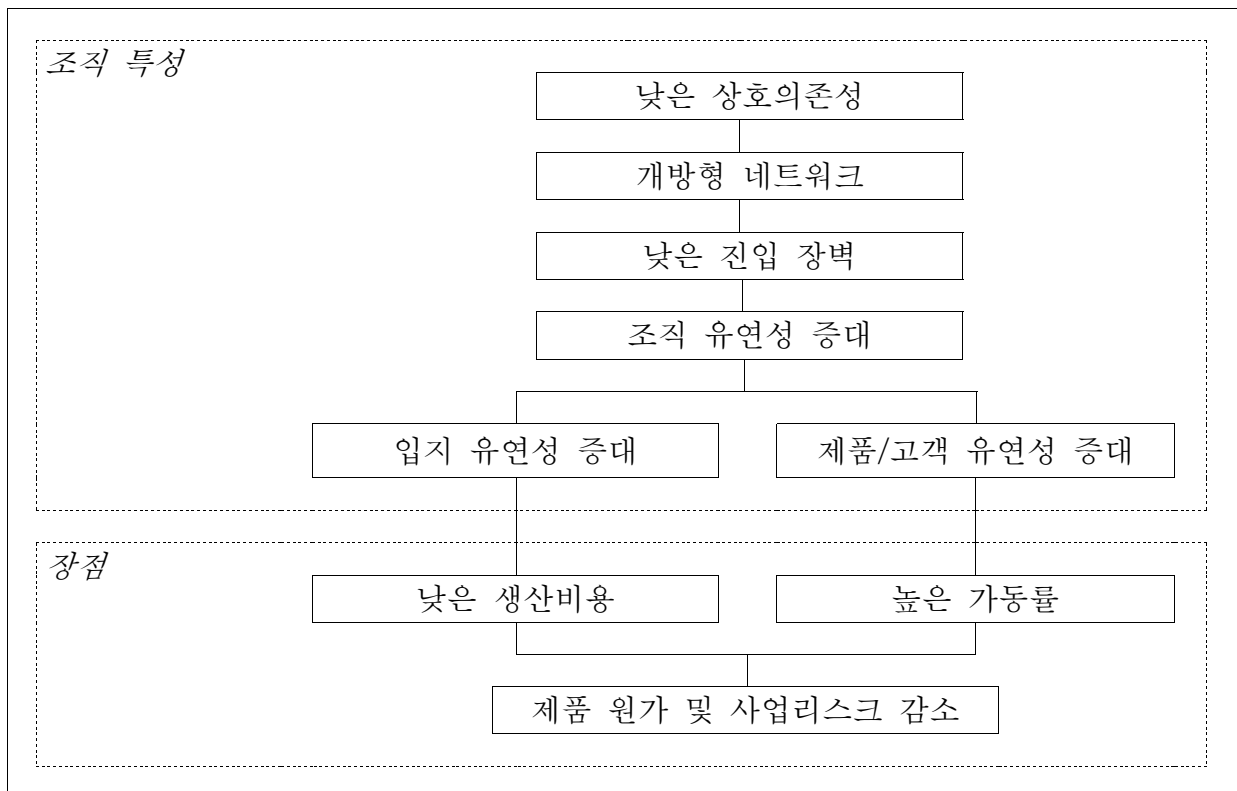 조직 특성
낮은 상호의존성
개방형 네트워크
낮은 진입 장벽
조직 유연성 증대
입지 유연성 증대
제품/고객 유연성 증대
장점
낮은 생산비용
높은 가동률
제품 원가 및 사업리스크 감소